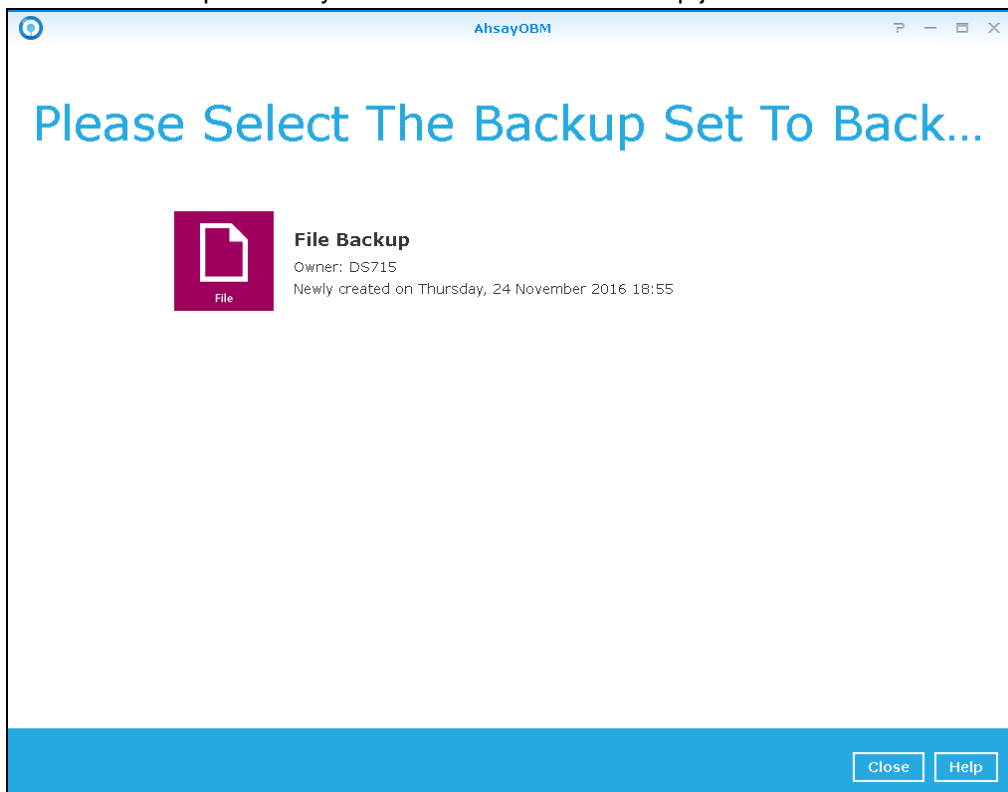 AhsayOBM
Please Select The Backup Set To Back...
File
File Backup
Owner: DS715
Newly created on Thursday, 24 November 2016 18:55
Close Help